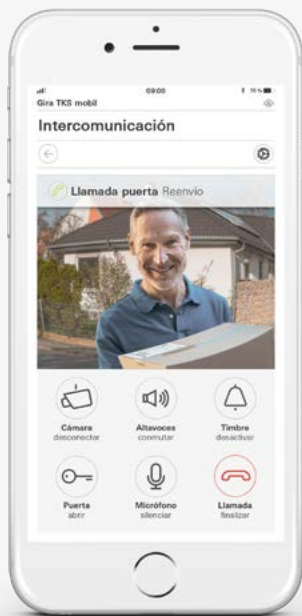 09:00
Gira TKS mobil
Intercomunicación
Llamada puerta Reenvío
Cámara Altavoces Timbre
desconectar conmutar desactivar
Puerta Micrófono Llamada
abrir silenciar finalizar